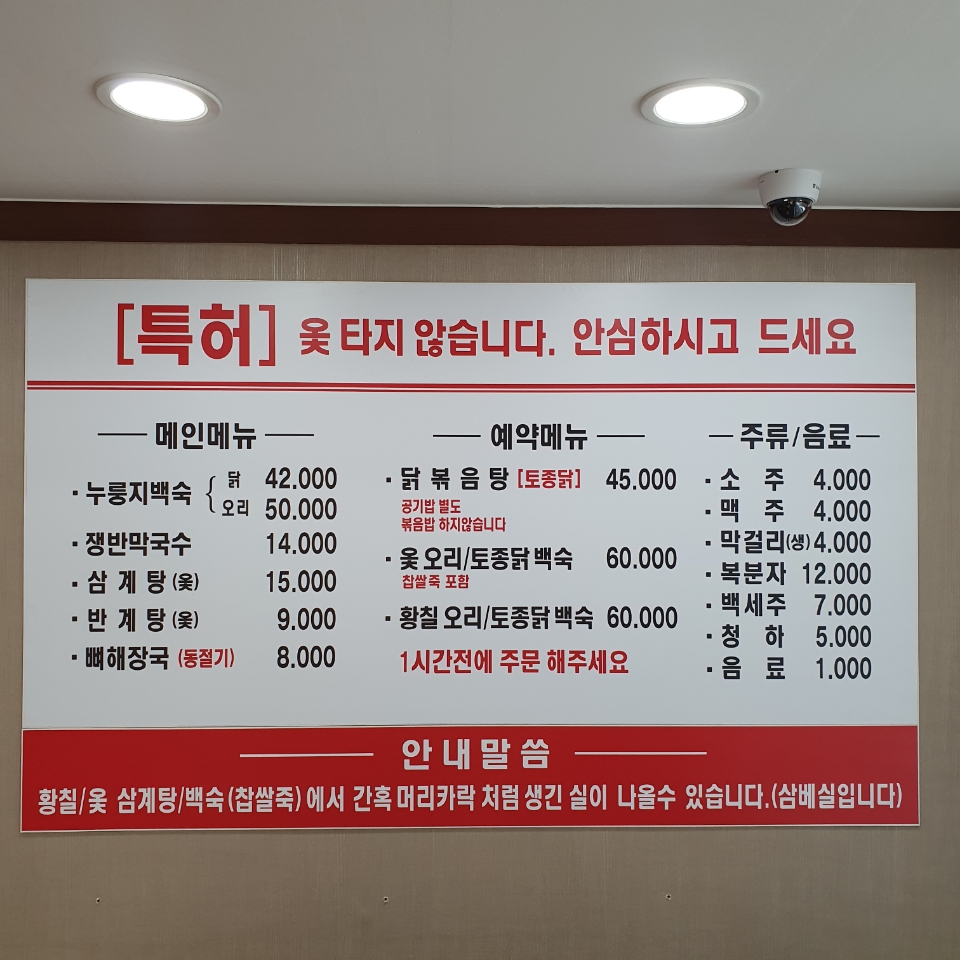 [특허] 옻 타지 않습니다. 안심하시고 드세요
메인메뉴
· 누룽지백숙 { 닭 42.000
오리 50.000
· 쟁반막국수 14.000
· 삼 계 탕 (옻) 15.000
· 반 계 탕 (옻) 9.000
· 뼈해장국 (동절기) 8.000
예약메뉴
· 닭 볶 음 탕 [토종닭] 45.000
공기밥 별도
볶음밥 하지않습니다
· 옻 오리/토종닭 백숙 60.000
찹쌀죽 포함
· 황칠 오리/토종닭 백숙 60.000
1시간전에 주문 해주세요
주류/음료
· 소 주 4.000
· 맥 주 4.000
· 막걸리(생) 4.000
· 복분자 12.000
· 백세주 7.000
· 청 하 5.000
· 음 료 1.000
안 내 말 씀
황칠/옻 삼계탕/백숙(찹쌀죽) 에서 간혹 머리카락 처럼 생긴 실이 나올수 있습니다.(삼베실입니다)